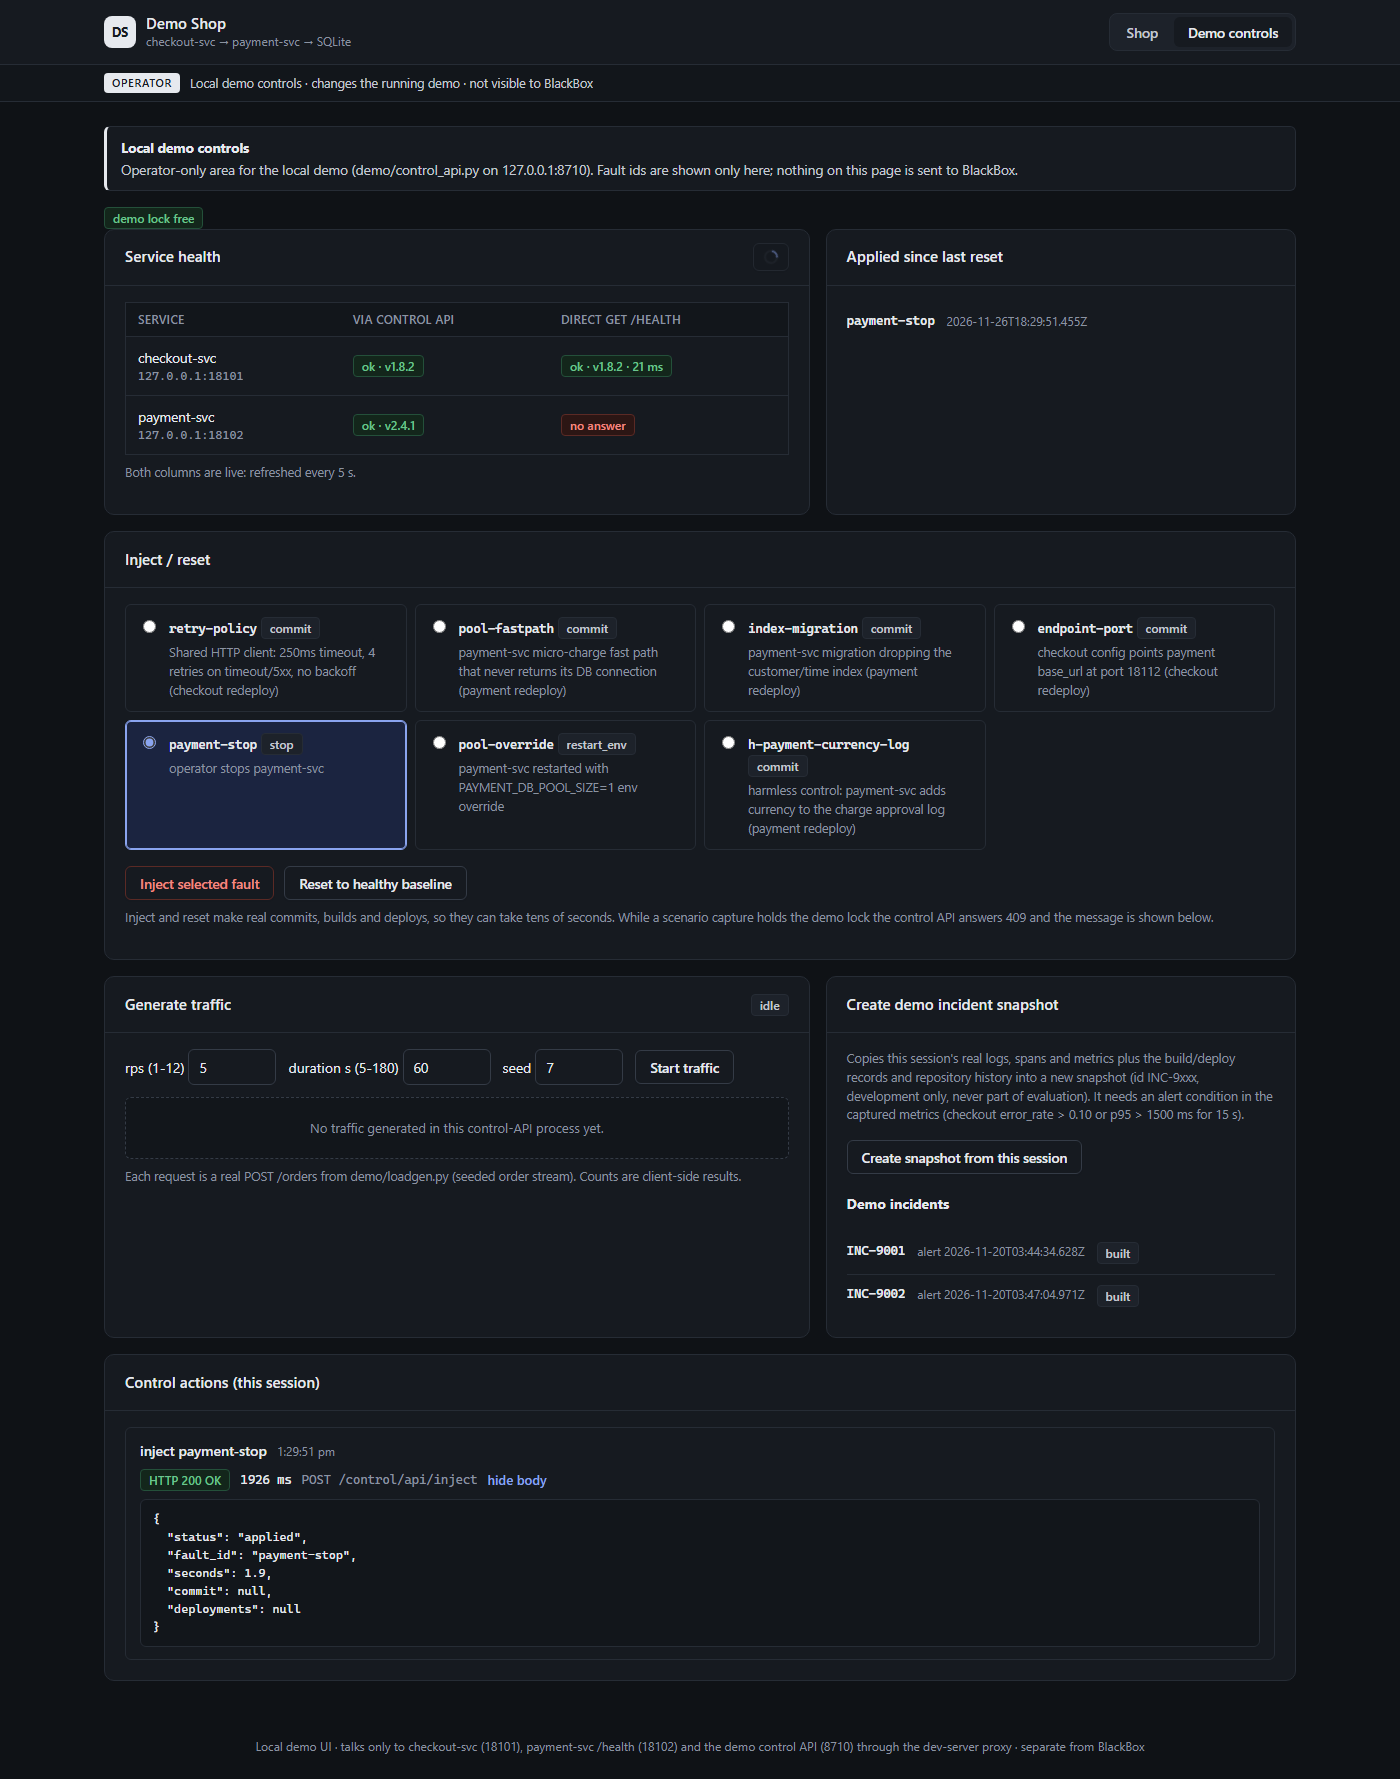 DS
Demo Shop
checkout-svc → payment-svc → SQLite
Shop
Demo controls
OPERATOR
Local demo controls · changes the running demo · not visible to BlackBox
Local demo controls
Operator-only area for the local demo (demo/control_api.py on 127.0.0.1:8710). Fault ids are shown only here; nothing on this page is sent to BlackBox.
demo lock free
Service health
SERVICE
VIA CONTROL API
DIRECT GET /HEALTH
checkout-svc
127.0.0.1:18101
ok · v1.8.2
ok · v1.8.2 · 21 ms
payment-svc
127.0.0.1:18102
ok · v2.4.1
no answer
Both columns are live: refreshed every 5 s.
Applied since last reset
payment-stop 2026-11-26T18:29:51.455Z
Inject / reset
retry-policy commit
Shared HTTP client: 250ms timeout, 4
retries on timeout/5xx, no backoff
(checkout redeploy)
pool-fastpath commit
payment-svc micro-charge fast path
that never returns its DB connection
(payment redeploy)
index-migration commit
payment-svc migration dropping the
customer/time index (payment
redeploy)
endpoint-port commit
checkout config points payment
base_url at port 18112 (checkout
redeploy)
payment-stop stop
operator stops payment-svc
pool-override restart_env
payment-svc restarted with
PAYMENT_DB_POOL_SIZE=1 env
override
h-payment-currency-log
commit
harmless control: payment-svc adds
currency to the charge approval log
(payment redeploy)
Inject selected fault
Reset to healthy baseline
Inject and reset make real commits, builds and deploys, so they can take tens of seconds. While a scenario capture holds the demo lock the control API answers 409 and the message is shown below.
Generate traffic
idle
rps (1-12) 5 duration s (5-180) 60 seed 7 Start traffic
No traffic generated in this control-API process yet.
Each request is a real POST /orders from demo/loadgen.py (seeded order stream). Counts are client-side results.
Create demo incident snapshot
Copies this session's real logs, spans and metrics plus the build/deploy
records and repository history into a new snapshot (id INC-9xxx,
development only, never part of evaluation). It needs an alert condition in the
captured metrics (checkout error_rate > 0.10 or p95 > 1500 ms for 15 s).
Create snapshot from this session
Demo incidents
INC-9001 alert 2026-11-20T03:44:34.628Z built
INC-9002 alert 2026-11-20T03:47:04.971Z built
Control actions (this session)
inject payment-stop 1:29:51 pm
HTTP 200 OK 1926 ms POST /control/api/inject hide body
{
"status": "applied",
"fault_id": "payment-stop",
"seconds": 1.9,
"commit": null,
"deployments": null
}
Local demo UI · talks only to checkout-svc (18101), payment-svc /health (18102) and the demo control API (8710) through the dev-server proxy · separate from BlackBox